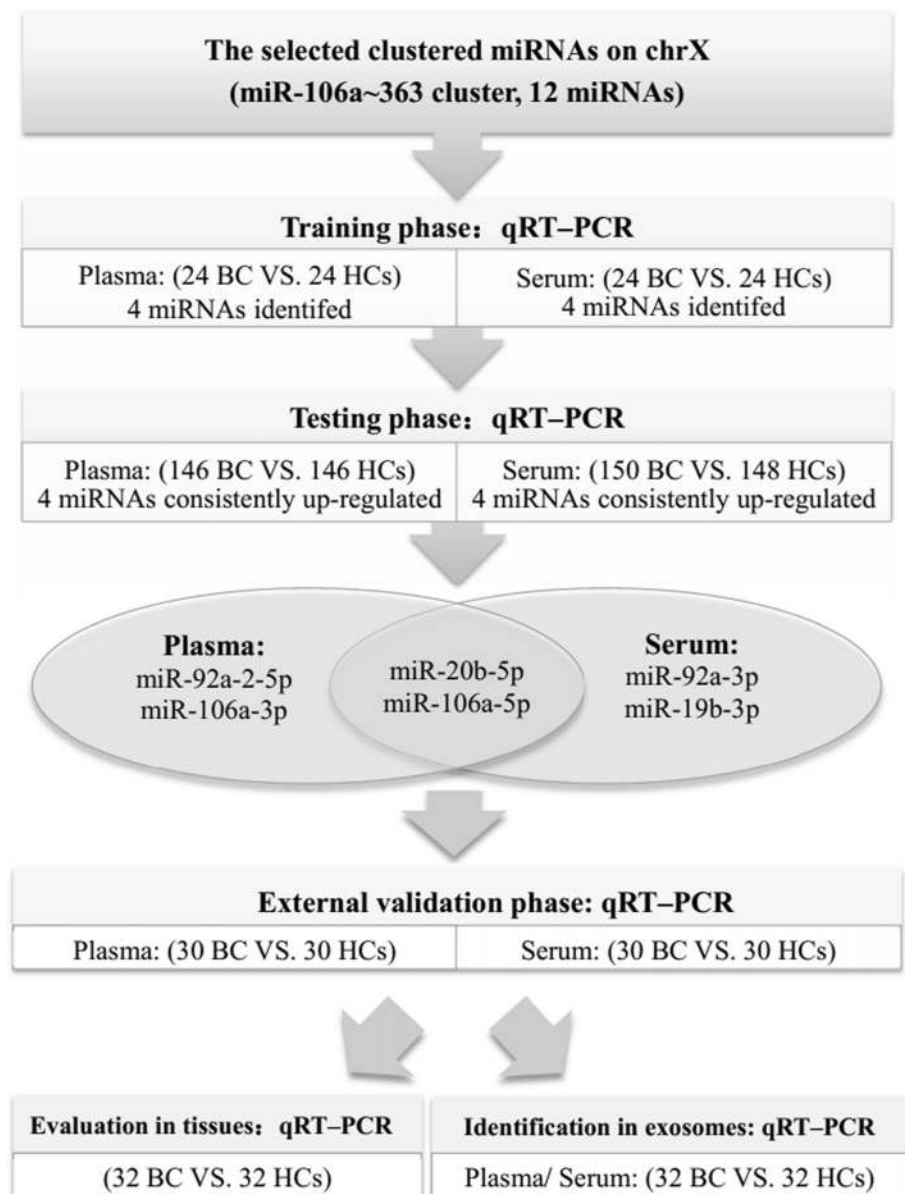 The selected clustered miRNAs on chrX
(miR-106a~363 cluster, 12 miRNAs)
Training phase：qRT–PCR
Plasma: (24 BC VS. 24 HCs)
4 miRNAs identifed
Serum: (24 BC VS. 24 HCs)
4 miRNAs identifed
Testing phase：qRT–PCR
Plasma: (146 BC VS. 146 HCs)
4 miRNAs consistently up-regulated
Serum: (150 BC VS. 148 HCs)
4 miRNAs consistently up-regulated
Plasma:
miR-92a-2-5p
miR-106a-3p
miR-20b-5p
miR-106a-5p
Serum:
miR-92a-3p
miR-19b-3p
External validation phase: qRT–PCR
Plasma: (30 BC VS. 30 HCs)
Serum: (30 BC VS. 30 HCs)
Evaluation in tissues：qRT–PCR
(32 BC VS. 32 HCs)
Identification in exosomes: qRT–PCR
Plasma/ Serum: (32 BC VS. 32 HCs)